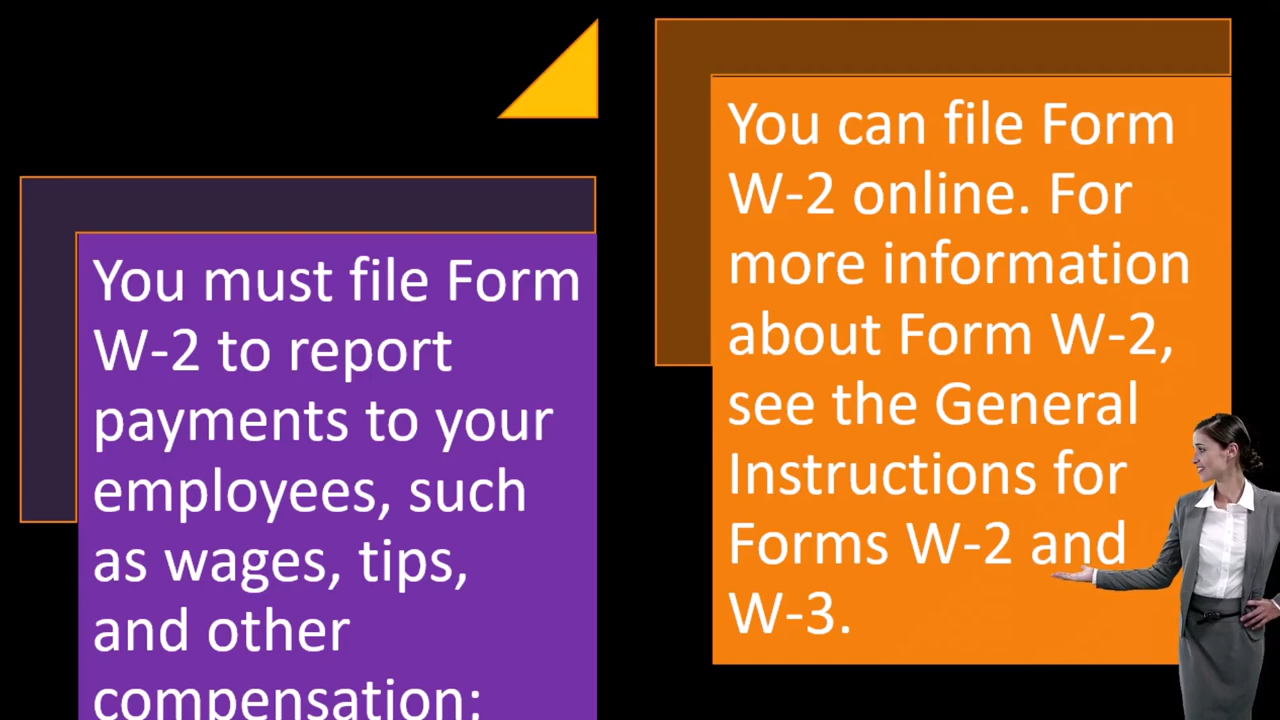 You must file Form
W-2 to report
payments to your
employees, such
as wages, tips,
and other
compensation;
You can file Form
W-2 online. For
more information
about Form W-2,
see the General
Instructions for
Forms W-2 and
W-3.